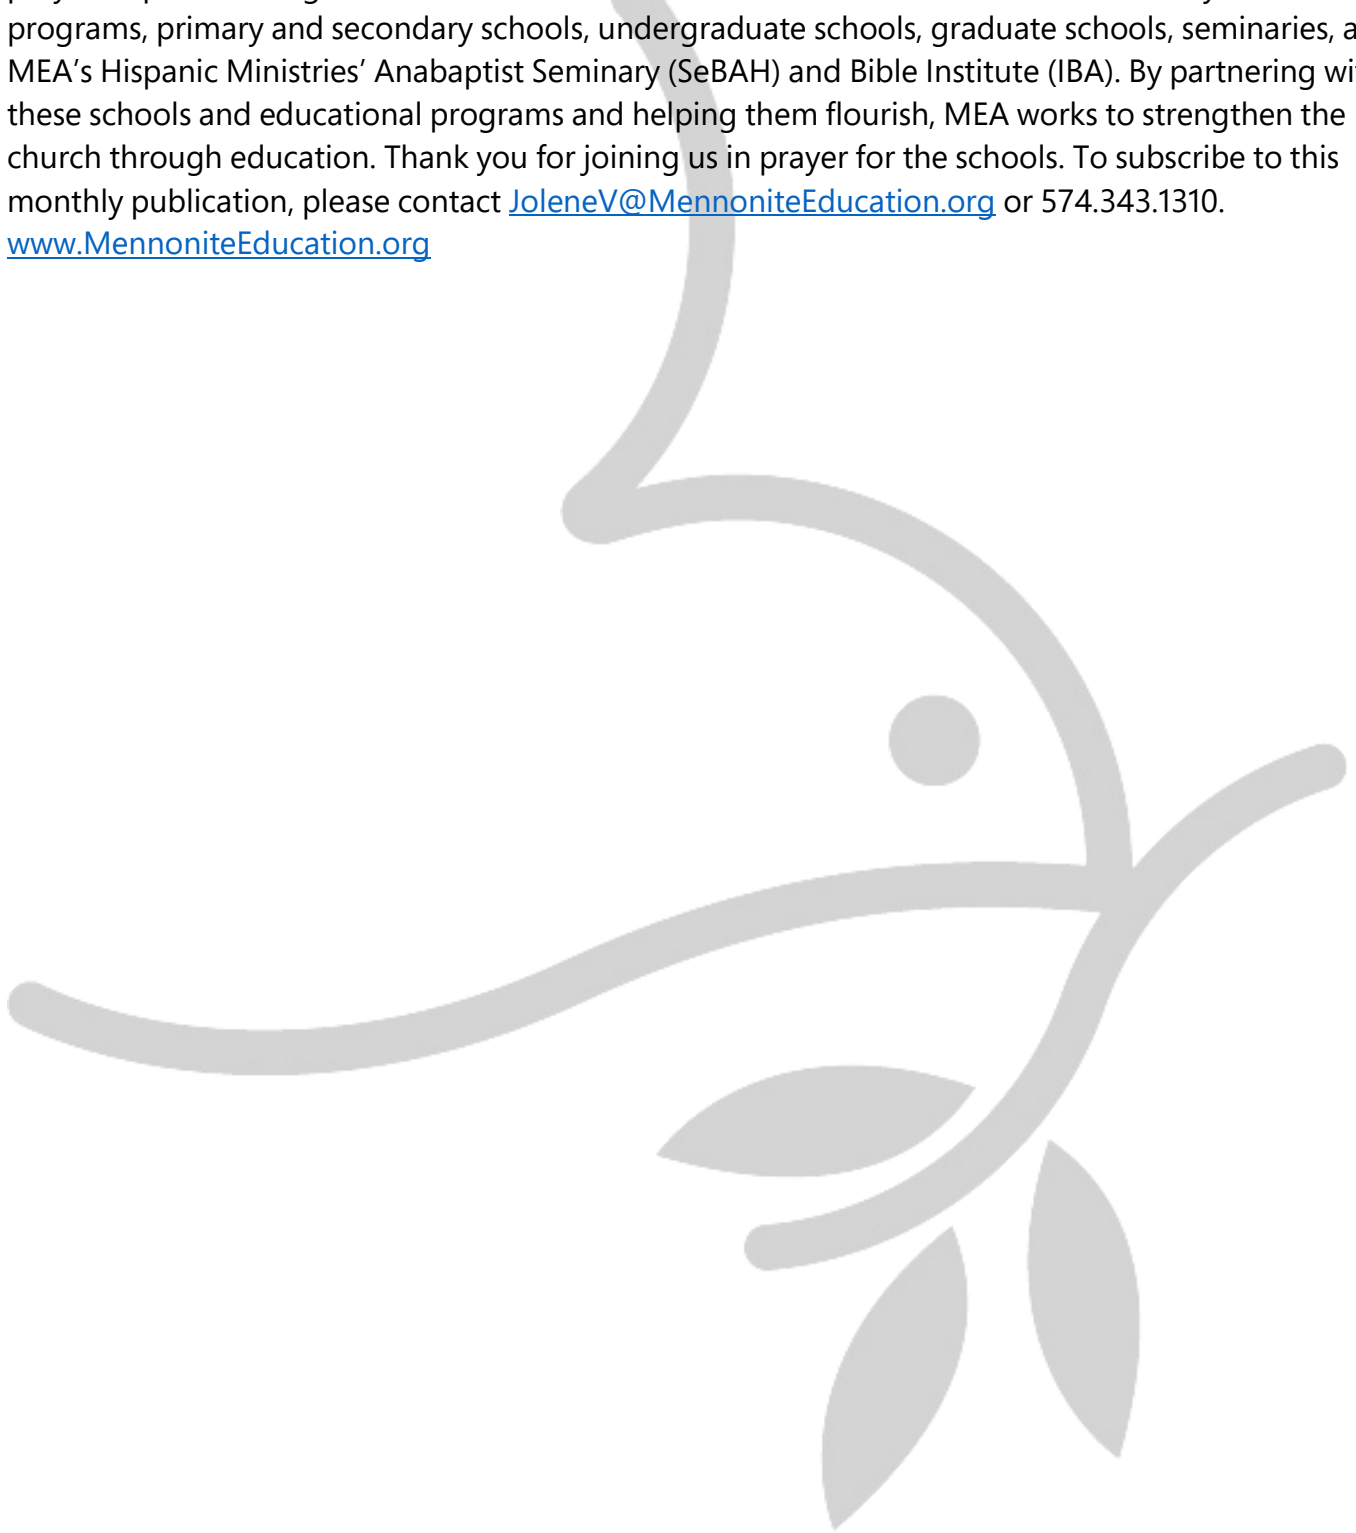 programs, primary and secondary schools, undergraduate schools, graduate schools, seminaries, a
MEA’s Hispanic Ministries’ Anabaptist Seminary (SeBAH) and Bible Institute (IBA). By partnering wi
these schools and educational programs and helping them flourish, MEA works to strengthen the
church through education. Thank you for joining us in prayer for the schools. To subscribe to this
monthly publication, please contact JoleneV@MennoniteEducation.org or 574.343.1310.
www.MennoniteEducation.org